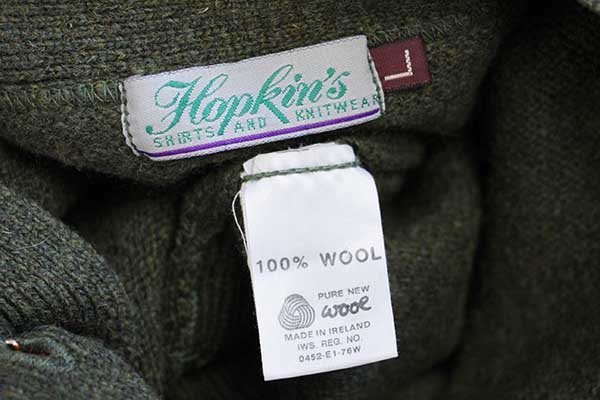 Hopkin's
SHIRTS AND KNITWEAR
L
100% WOOL
PURE NEW
wool
MADE IN IRELAND
IWS. REG. NO.
0452-E1-76W